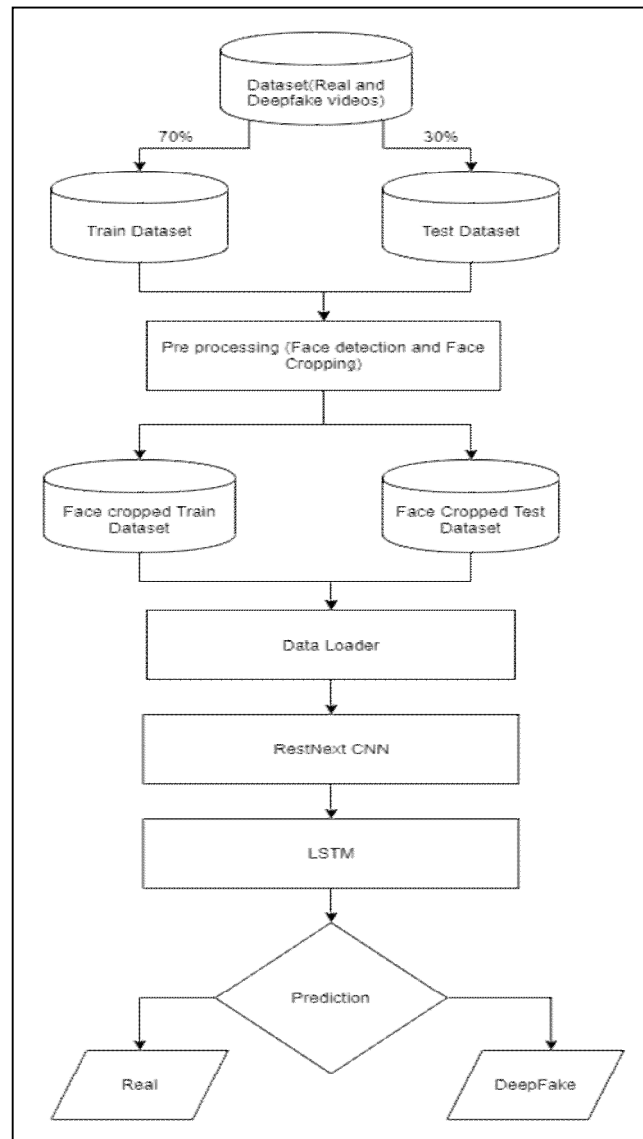 Dataset(Real and
Deepfake videos)
70%
30%
Train Dataset
Test Dataset
Pre processing (Face detection and Face
Cropping)
Face cropped Train
Dataset
Face Cropped Test
Dataset
Data Loader
RestNext CNN
LSTM
Prediction
Real
DeepFake